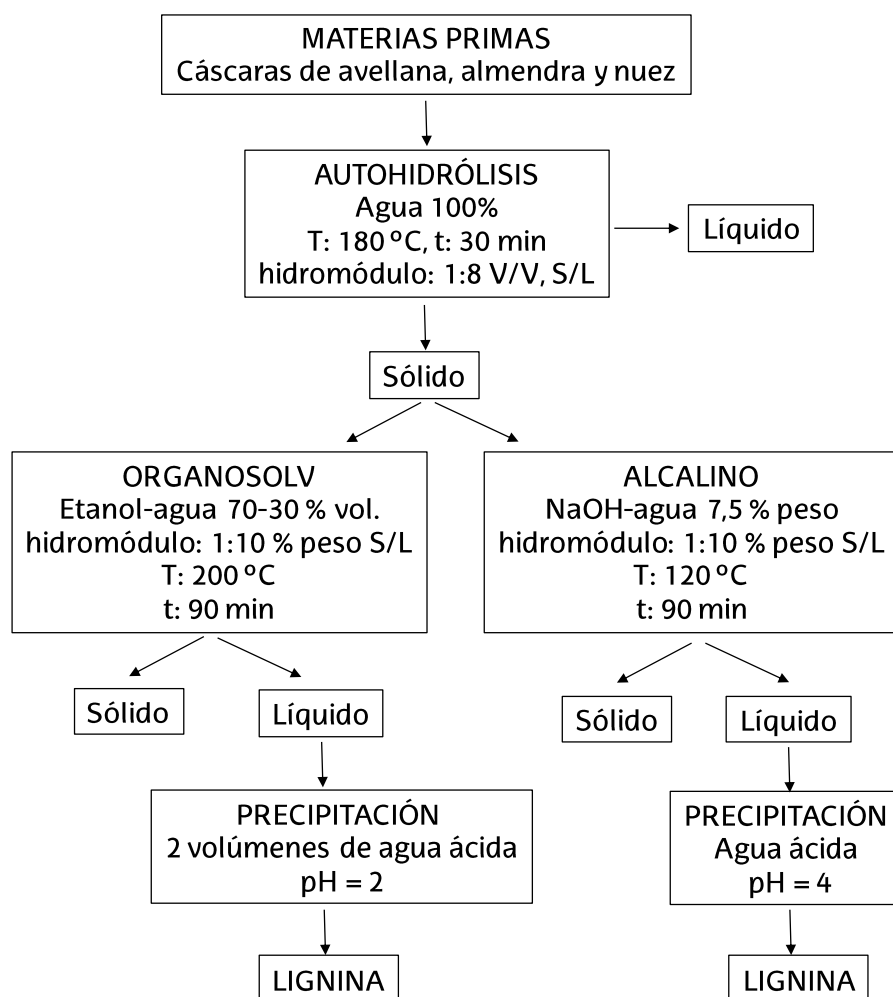 MATERIAS PRIMAS
Cáscaras de avellana, almendra y nuez
AUTOHIDRÓLISIS
Agua 100%
T: 180 ºC, t: 30 min
hidromódulo: 1:8 V/V, S/L
Líquido
Sólido
ORGANOSOLV
Etanol-agua 70-30 % vol.
hidromódulo: 1:10 % peso S/L
T: 200 ºC
t: 90 min
ALCALINO
NaOH-agua 7,5 % peso
hidromódulo: 1:10 % peso S/L
T: 120 ºC
t: 90 min
Sólido
Líquido
Sólido
Líquido
PRECIPITACIÓN
2 volúmenes de agua ácida
pH = 2
PRECIPITACIÓN
Agua ácida
pH = 4
LIGNINA
LIGNINA